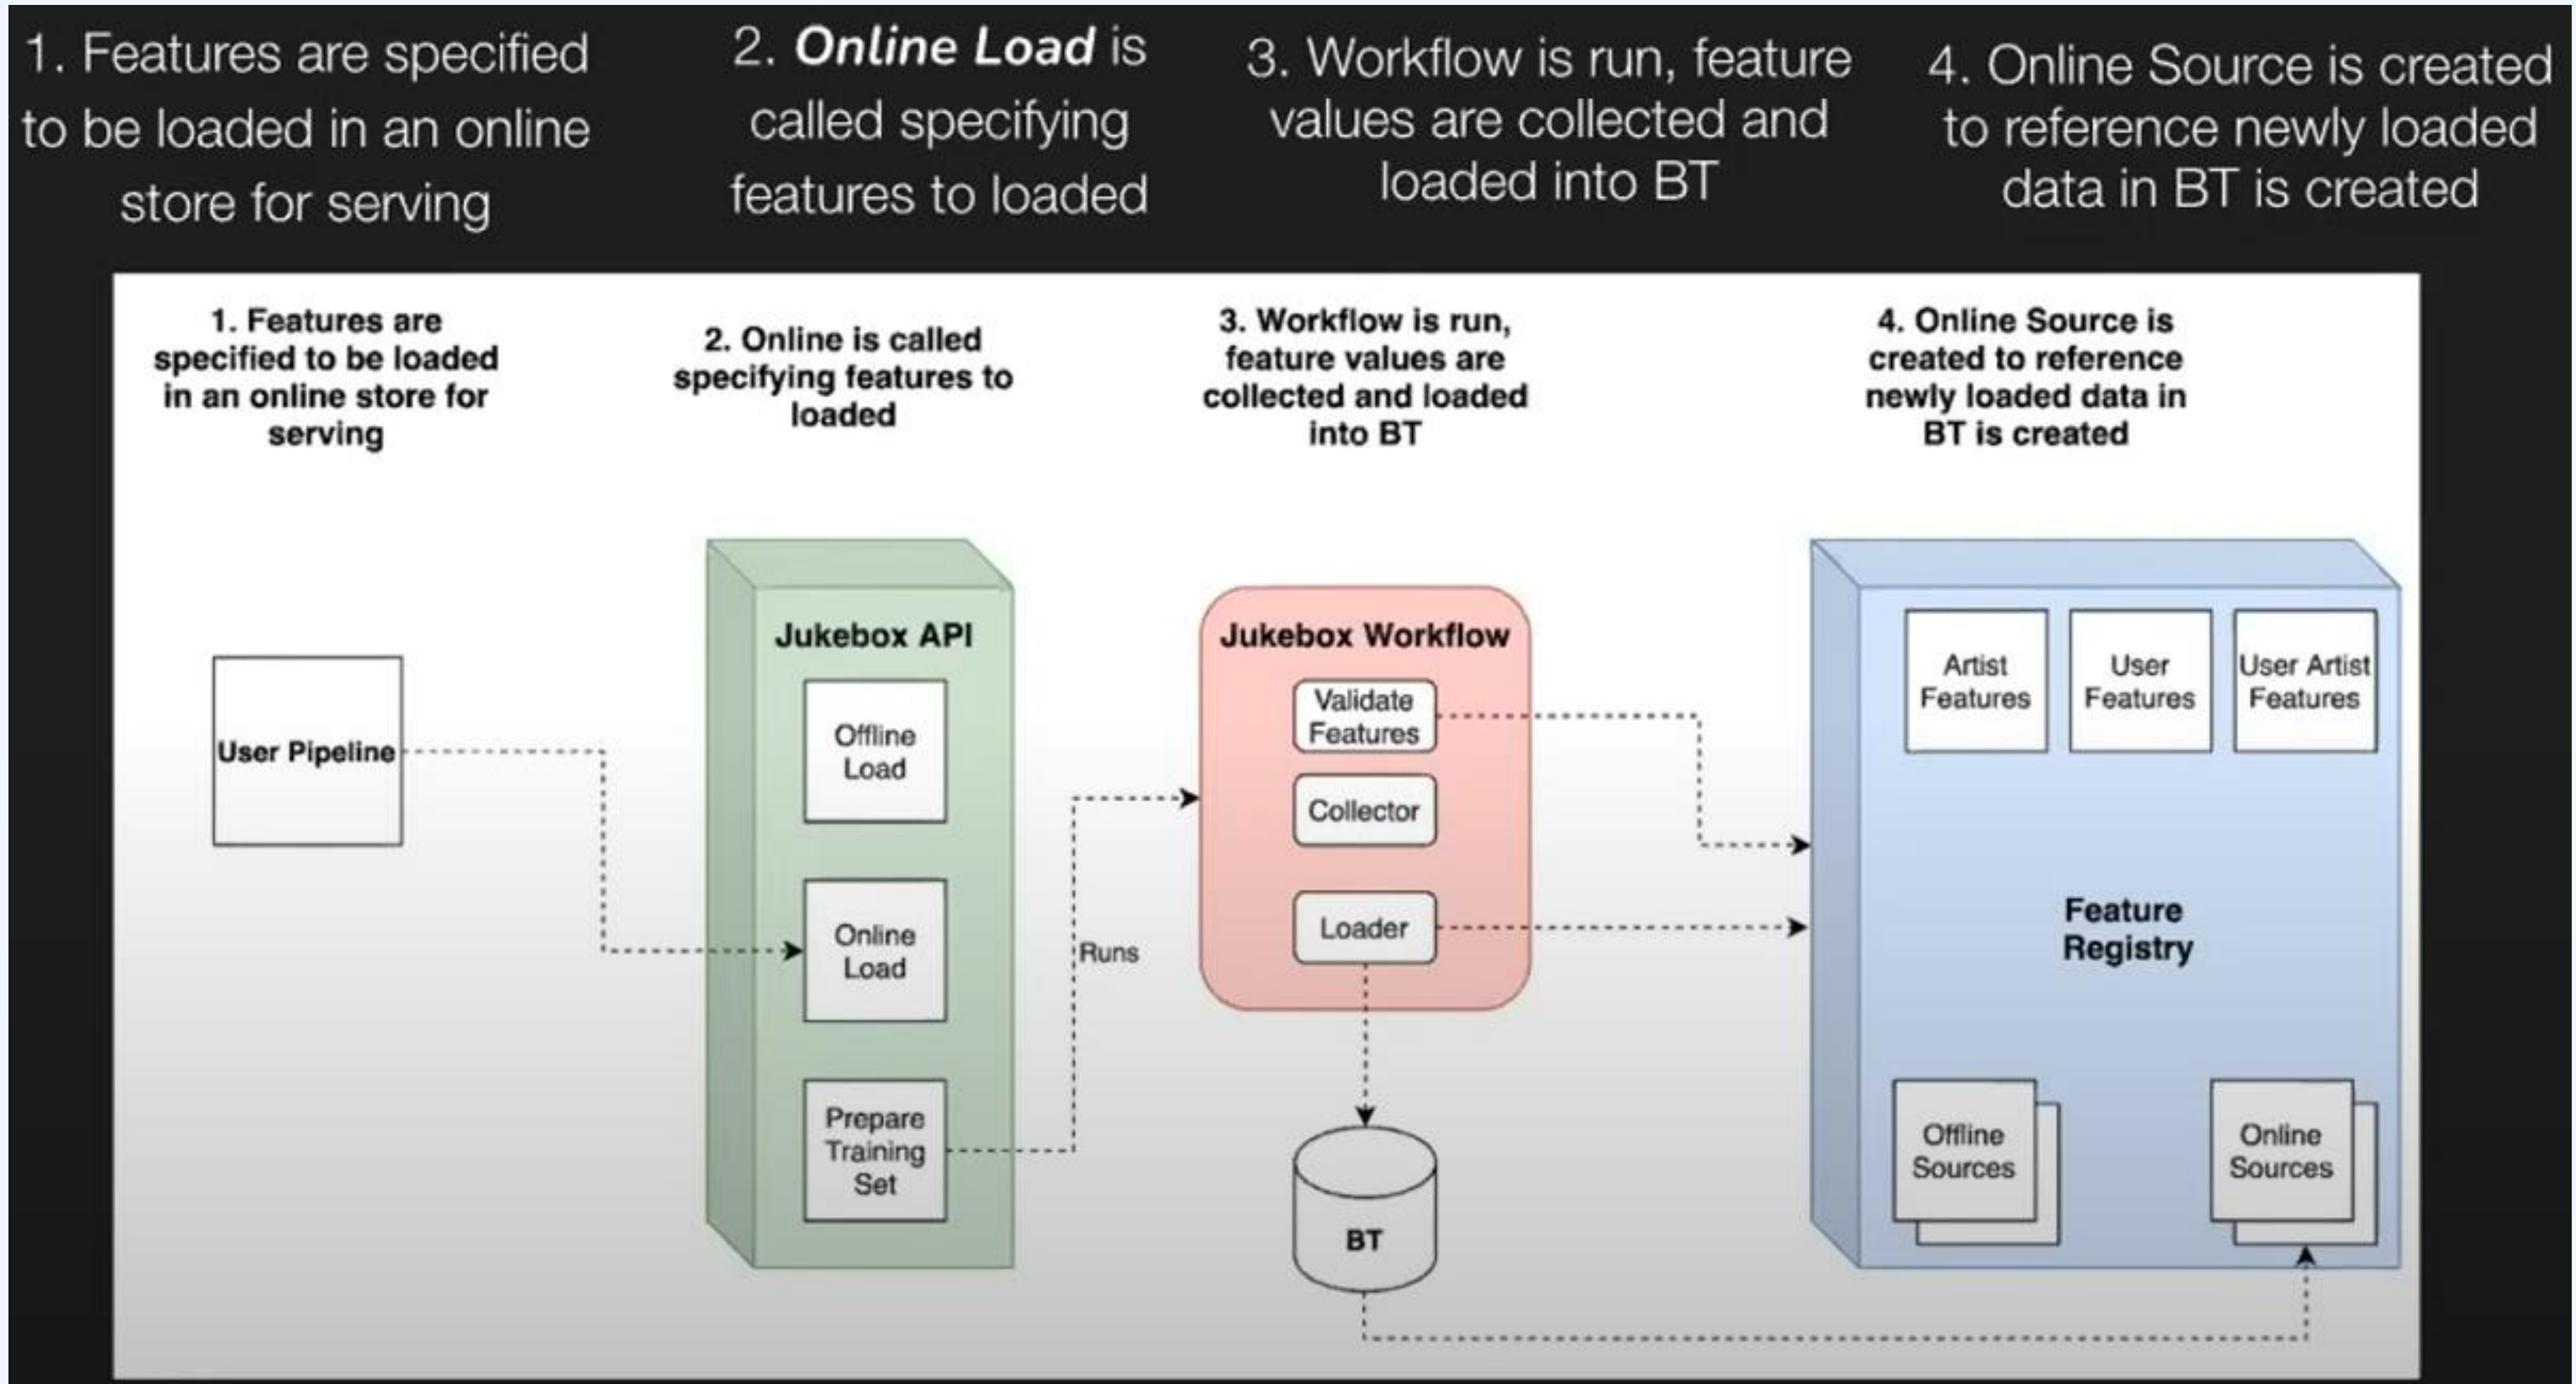 1. Features are specified
to be loaded in an online
store for serving
2. Online Load is
called specifying
features to loaded
3. Workflow is run, feature
values are collected and
loaded into BT
4. Online Source is created
to reference newly loaded
data in BT is created
1. Features are
specified to be loaded
in an online store for
serving
2. Online is called
specifying features to
loaded
3. Workflow is run,
feature values are
collected and loaded
into BT
4. Online Source is
created to reference
newly loaded data in
BT is created
User Pipeline
Jukebox API
Offline
Load
Online
Load
Prepare
Training
Set
Runs
Jukebox Workflow
Validate
Features
Collector
Loader
BT
Artist
Features
User
Features
User Artist
Features
Feature
Registry
Offline
Sources
Online
Sources